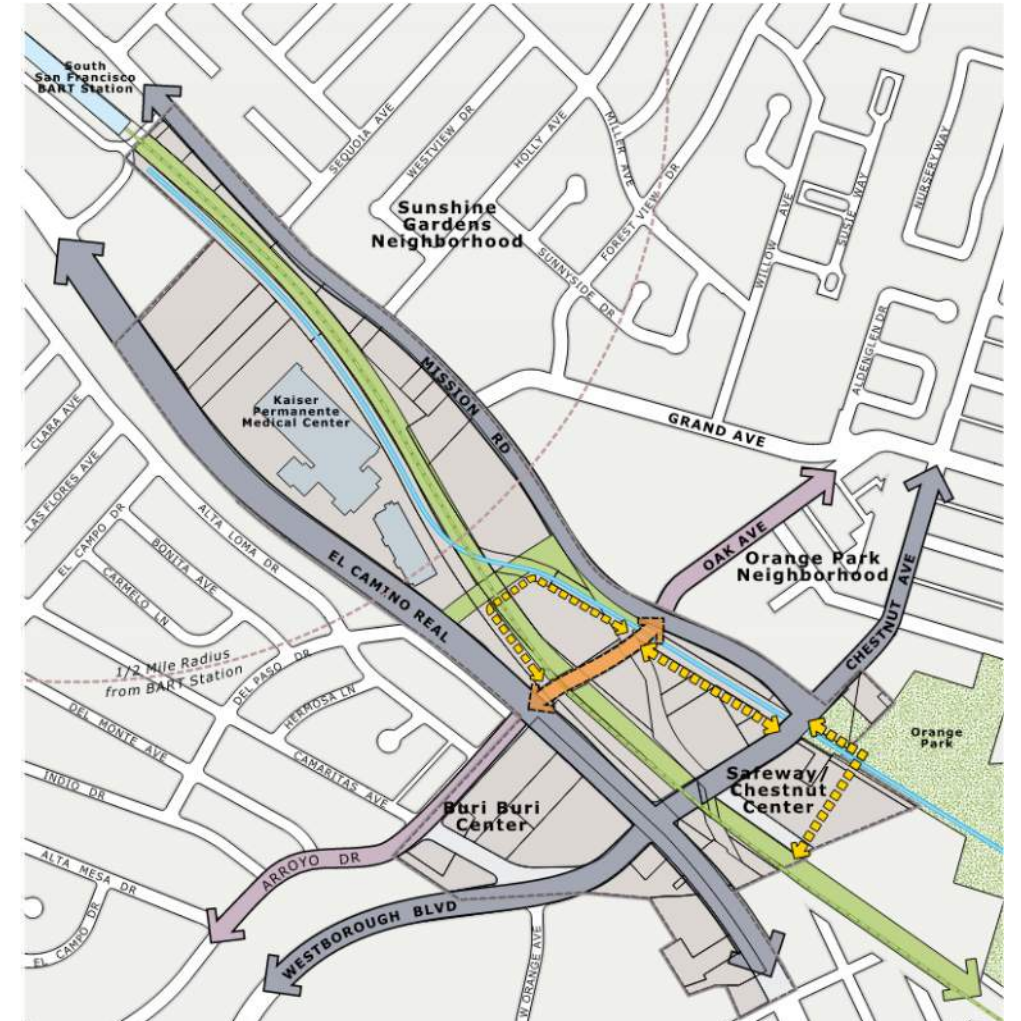 South
San Francisco
BART Station
SEQUOIA AVE
WESTVIEW DR
HOLLY AVE
MILLER AVE
FOREST VIEW DR
WILLOW AVE
SUSIE WAY
NURSERY WAY
Sunshine
Gardens
Neighborhood
SUNNYSIDE DR
ALDENGLEN DR
MISSION RD
GRAND AVE
Kaiser
Permanente
Medical Center
CLARA AVE
LAS FLORES AVE
EL CAMPO DR
ALTA LOMA DR
BONITA AVE
CARMELO LN
EL CAMINO REAL
OAK AVE
Orange Park
Neighborhood
CHESTNUT AVE
1/2 Mile Radius
from BART Station
DEL PASO DR
HERMOSA LN
DEL MONTE AVE
CAMARITAS AVE
INDIO DR
Orange
Park
Safeway/
Chestnut
Center
Buri Buri
Center
ARROYO DR
ALTA MESA DR
EL CAMPO DR
WESTBOROUGH BLVD
W ORANGE AVE